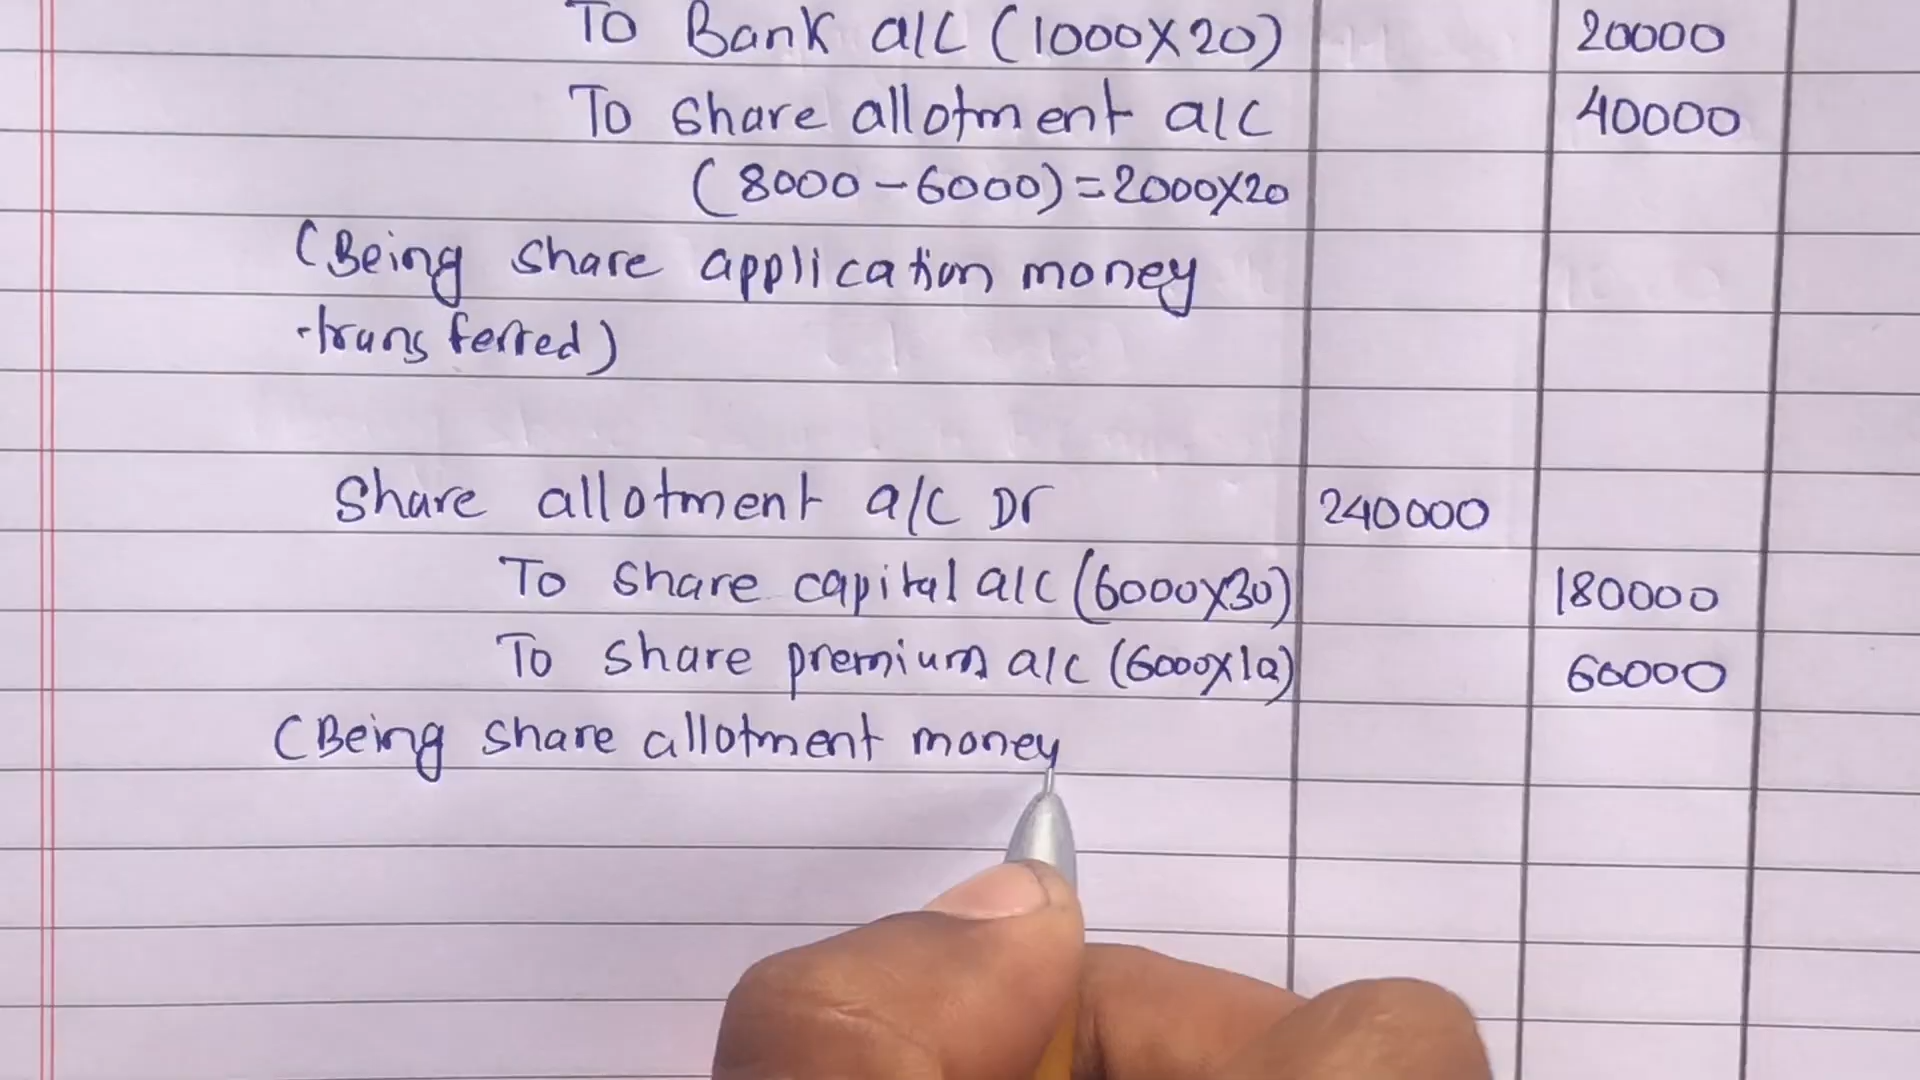 To Bank a/c (1000X20) 20000
To share allotment a/c 40000
(8000-6000)=2000X20
(Being share application money
transferred)
Share allotment a/c Dr 240000
To share capital a/c (6000X30) 180000
To share premium a/c (6000X10) 60000
(Being share allotment money